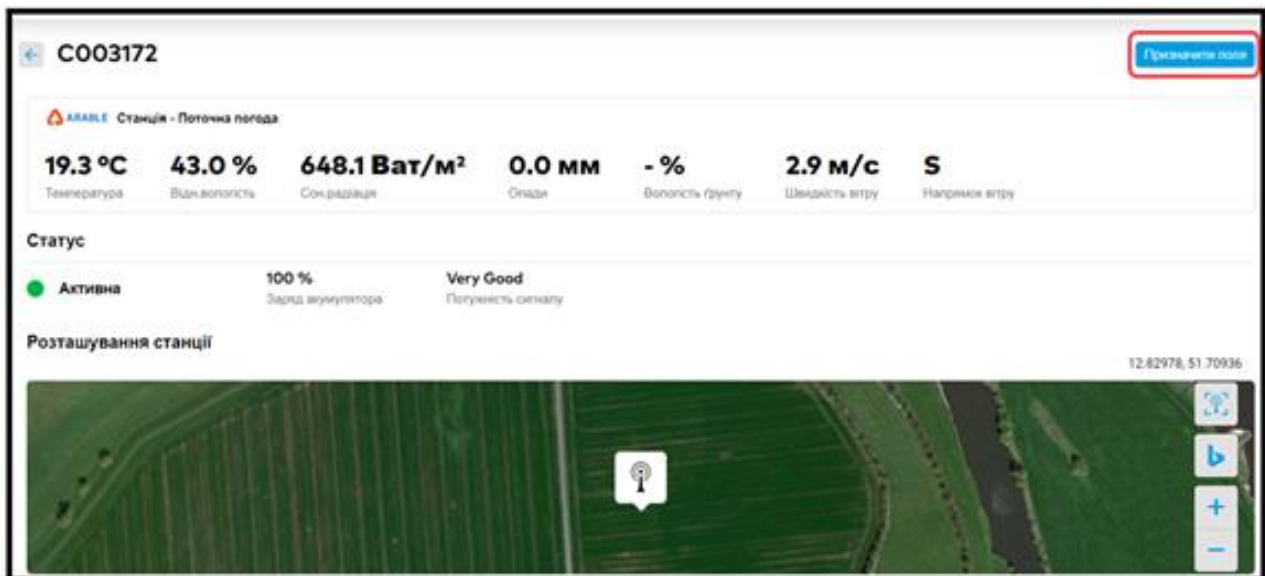 C003172
Призначити поля
ARABLE Станція - Поточна погода
19.3 °C 43.0 % 648.1 Ват/м² 0.0 мм - % 2.9 м/с S
Температура Відн.вологість Сон.радіація Опади Вологість ґрунту Швидкість вітру Напрямок вітру
Статус
Активна 100 % Very Good
Заряд акумулятора Потужність сигналу
Розташування станції
12.82978, 51.70936